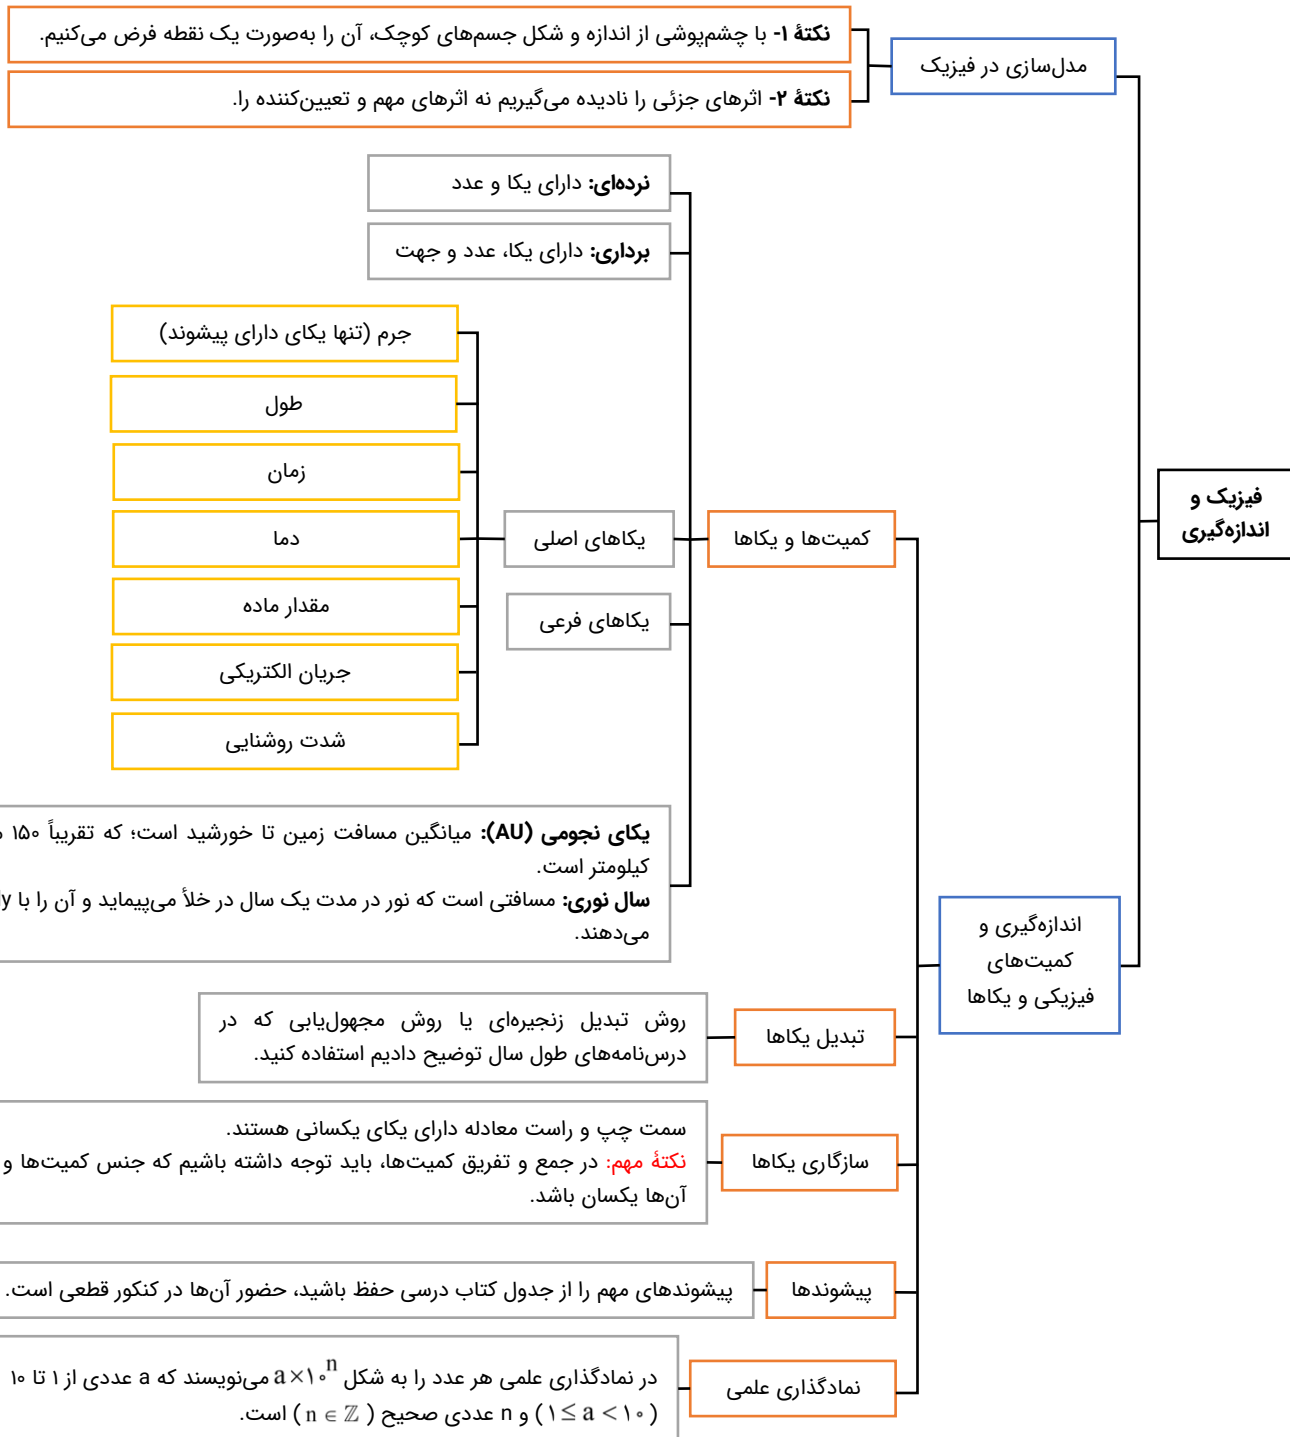 فیزیک و
اندازه‌گیری
مدل‌سازی در فیزیک
نکتهٔ ۱- با چشم‌پوشی از اندازه و شکل جسم‌های کوچک، آن را به‌صورت یک نقطه فرض می‌کنیم.
نکتهٔ ۲- اثرهای جزئی را نادیده می‌گیریم نه اثرهای مهم و تعیین‌کننده را.
اندازه‌گیری و
کمیت‌های
فیزیکی و یکاها
کمیت‌ها و یکاها
نرده‌ای: دارای یکا و عدد
برداری: دارای یکا، عدد و جهت
یکاهای اصلی
جرم (تنها یکای دارای پیشوند)
طول
زمان
دما
مقدار ماده
جریان الکتریکی
شدت روشنایی
یکاهای فرعی
یکای نجومی (AU): میانگین مسافت زمین تا خورشید است؛ که تقریباً ۱۵۰
کیلومتر است.
سال نوری: مسافتی است که نور در مدت یک سال در خلأ می‌پیماید و آن را با
می‌دهند.
تبدیل یکاها
روش تبدیل زنجیره‌ای یا روش مجهول‌یابی که در
درس‌نامه‌های طول سال توضیح دادیم استفاده کنید.
سازگاری یکاها
سمت چپ و راست معادله دارای یکای یکسانی هستند.
نکتهٔ مهم: در جمع و تفریق کمیت‌ها، باید توجه داشته باشیم که جنس کمیت‌ها و
آن‌ها یکسان باشد.
پیشوندها
پیشوندهای مهم را از جدول کتاب درسی حفظ باشید، حضور آن‌ها در کنکور قطعی است.
نمادگذاری علمی
در نمادگذاری علمی هر عدد را به شکل a×۱۰ⁿ می‌نویسند که a عددی از ۱ تا ۱۰
(۱ ≤ a < ۱۰) و n عددی صحیح (n ∈ ℤ) است.